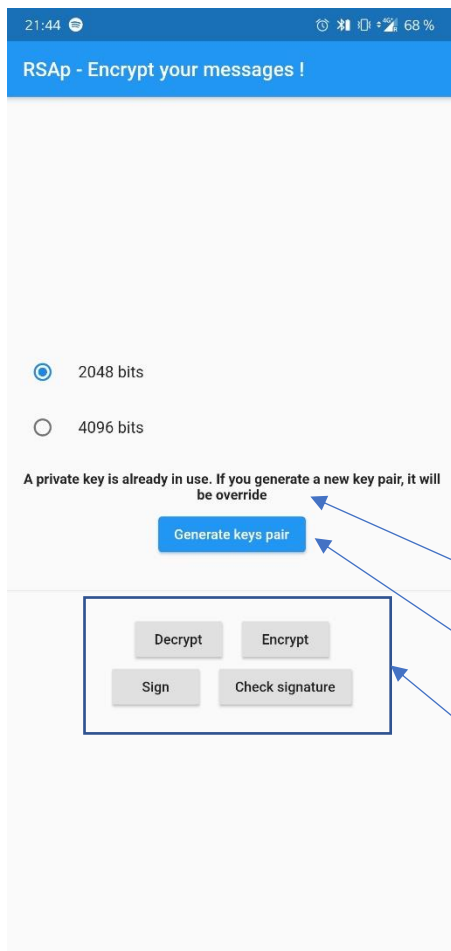 21:44 68 %
RSAp - Encrypt your messages !
2048 bits
4096 bits
A private key is already in use. If you generate a new key pair, it will
be override
Generate keys pair
Decrypt Encrypt
Sign Check signature